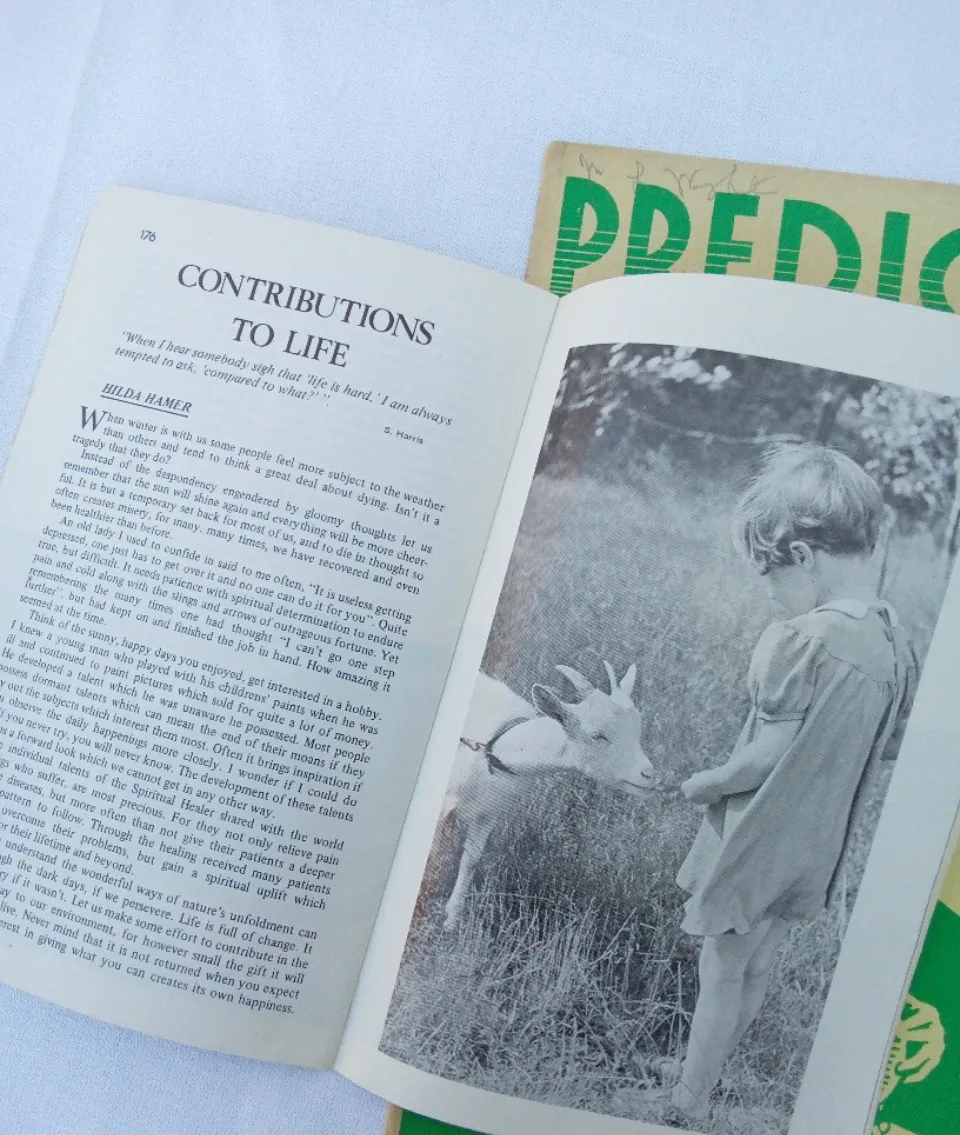 176
CONTRIBUTIONS
TO LIFE
"When I hear somebody sigh that 'life is hard,' I am always
tempted to ask, 'compared to what?' ".
S. Harris
HILDA HAMER
When winter is with us some people feel more subject to the weather
than others and tend to think a great deal about dying. Isn't it a
tragedy that they do?
Instead of the despondency engendered by gloomy thoughts let us
remember that the sun will shine again and everything will be more cheer-
ful. It is but a temporary set back for most of us, and to die in thought so
often creates misery, for many, many times, we have recovered and even
been healthier than before.
An old lady I used to confide in said to me often, "It is useless getting
depressed, one just has to get over it and no one can do it for you". Quite
true, but difficult. It needs patience with spiritual determination to endure
pain and cold along with the slings and arrows of outrageous fortune. Yet
remembering the many times one had thought "I can't go one step
further". but had kept on and finished the job in hand. How amazing it
seemed at the time.
Think of the sunny, happy days you enjoyed, get interested in a hobby.
I knew a young man who played with his childrens' paints when he was
ill and continued to paint pictures which sold for quite a lot of money.
He developed a talent which he was unaware he possessed. Most people
possess dormant talents which can mean the end of their moans if they
out the subjects which interest them most. Often it brings inspiration if
observe the daily happenings more closely. I wonder if I could do
if you never try, you will never know. The development of these talents
us a forward look which we cannot get in any other way.
individual talents of the Spiritual Healer shared with the world
who suffer, are most precious. For they not only relieve pain
diseases, but more often than not give their patients a deeper
pattern to follow. Through the healing received many patients
overcome their problems, but gain a spiritual uplift which
for their lifetime and beyond.
understand the wonderful ways of nature's unfoldment can
the dark days, if we persevere. Life is full of change. It
if it wasn't. Let us make some effort to contribute in the
to our environment, for however small the gift it will
live. Never mind that it is not returned when you expect
in giving what you can creates its own happiness.
PREDIC